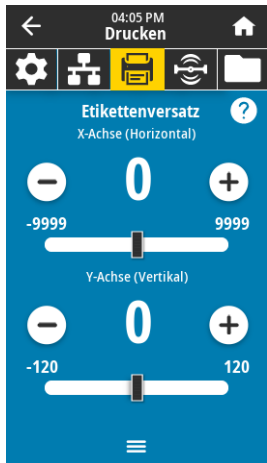 04:05 PM
Drucken
Etikettenversatz ?
X-Achse (Horizontal)
0
-9999 9999
Y-Achse (Vertikal)
0
-120 120